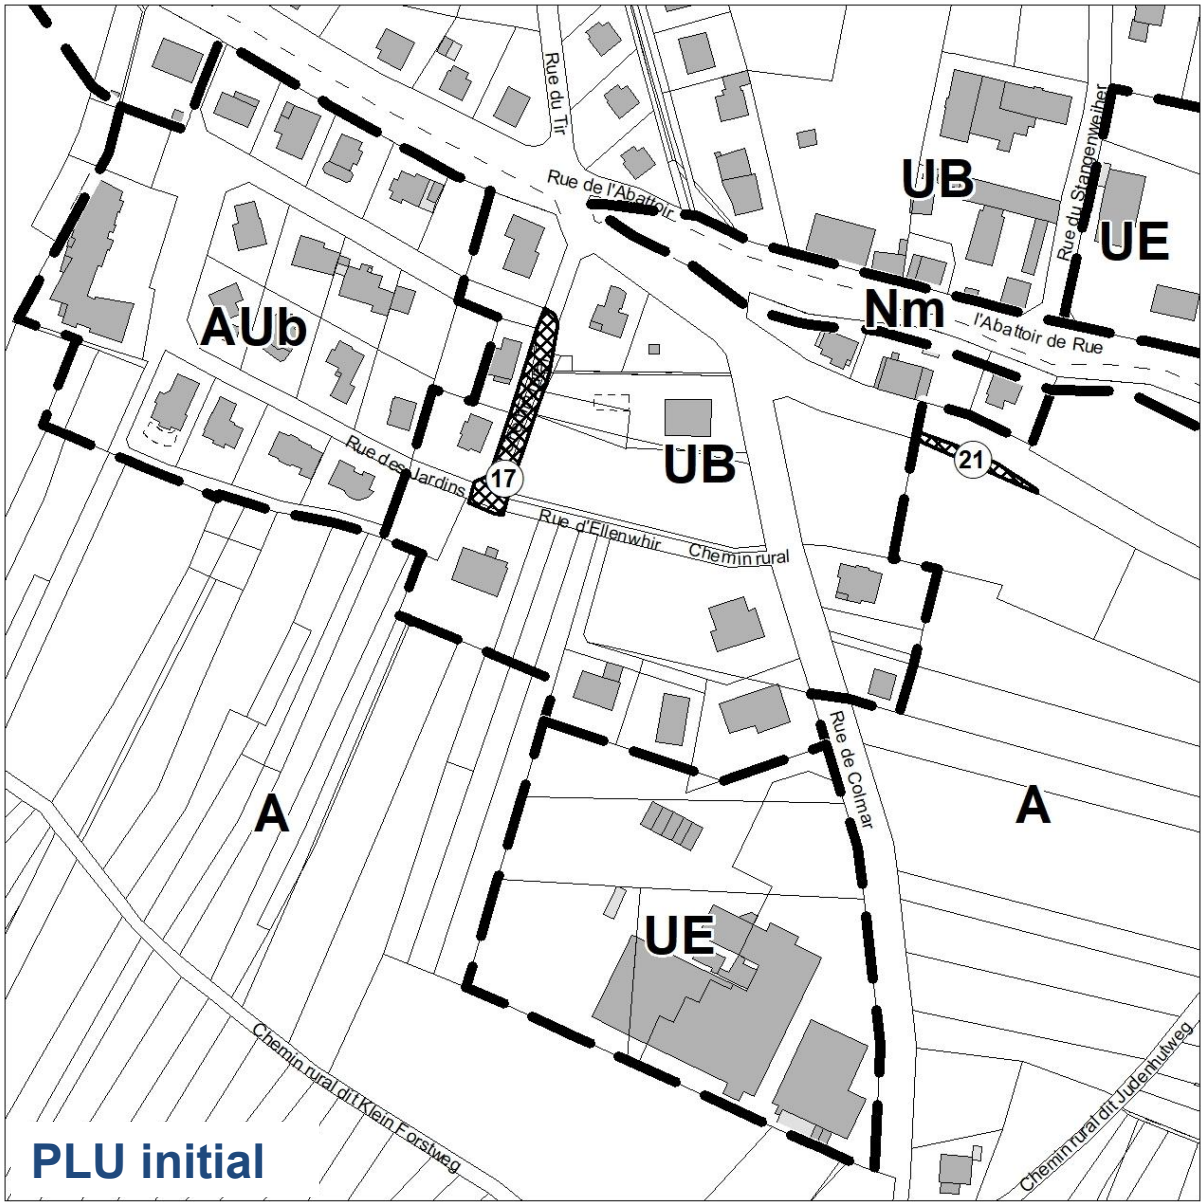 Rue du Tir
Rue du Stangenweiher
UB
Rue de l'Abattoir
UE
Nm
l'Abattoir de Rue
AUb
Rue des Jardins
17
UB
21
Rue d'Ellenwhir
Chemin rural
Rue de Colmar
A
A
UE
Chemin rural dit Klein Forstweg
Chemin rural dit Judenhutweg
PLU initial